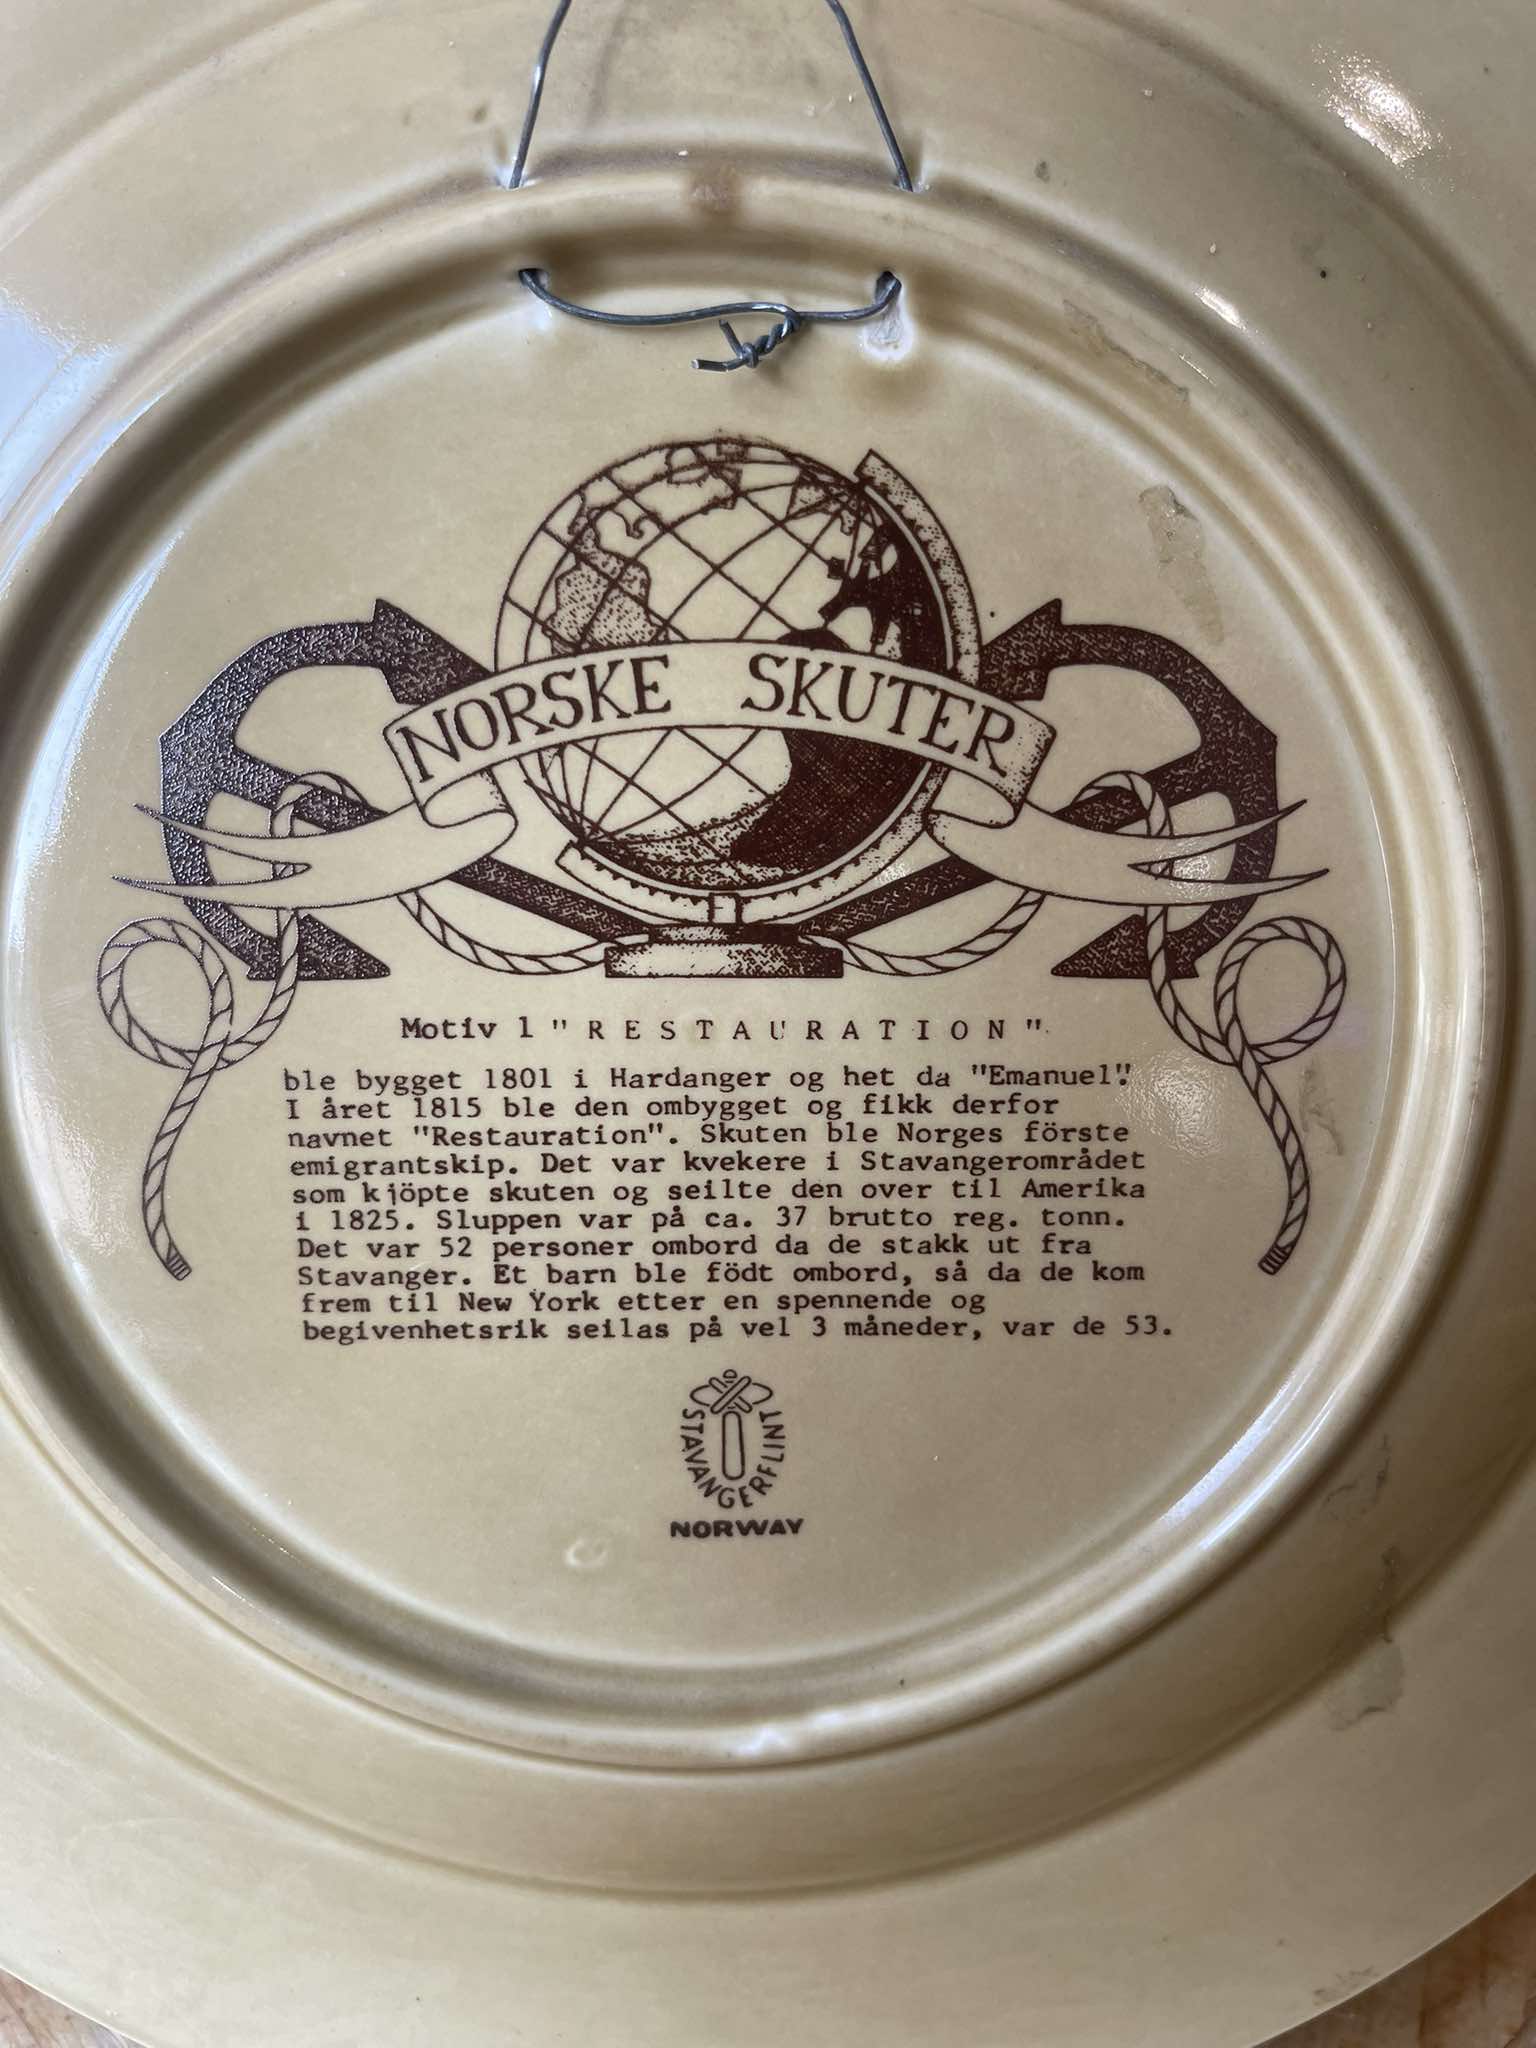 NORSKE SKUTER
Motiv 1 "RESTAURATION".
ble bygget 1801 i Hardanger og het da "Emanuel".
I året 1815 ble den ombygget og fikk derfor
navnet "Restauration". Skuten ble Norges förste
emigrantskip. Det var kvekere i Stavangerområdet
som kjöpte skuten og seilte den over til Amerika
i 1825. Sluppen var på ca. 37 brutto reg. tonn.
Det var 52 personer ombord da de stakk ut fra
Stavanger. Et barn ble födt ombord, så da de kom
frem til New York etter en spennende og
begivenhetsrik seilas på vel 3 måneder, var de 53.
STAVANGERFLINT
NORWAY